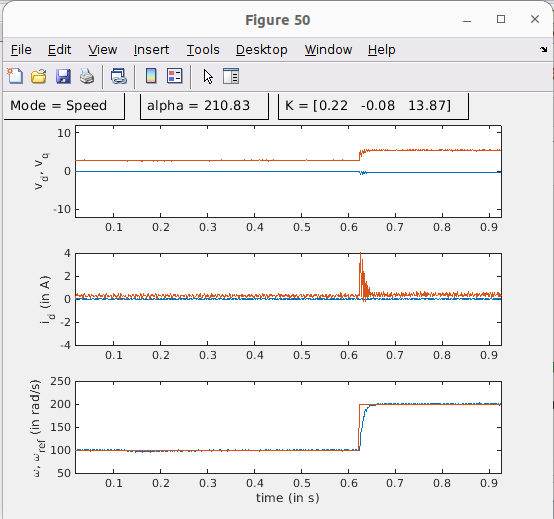 Figure 50
File Edit View Insert Tools Desktop Window Help
Mode = Speed alpha = 210.83 K = [0.22 -0.08 13.87]
v_d, v_q
10
0
-10
0.1 0.2 0.3 0.4 0.5 0.6 0.7 0.8 0.9
i_d (in A)
4
2
0
-2
-4
0.1 0.2 0.3 0.4 0.5 0.6 0.7 0.8 0.9
ω, ω_ref (in rad/s)
250
200
150
100
50
0.1 0.2 0.3 0.4 0.5 0.6 0.7 0.8 0.9
time (in s)